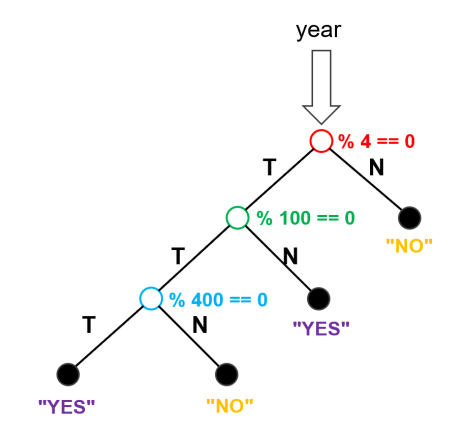 year
% 4 == 0
T
N
% 100 == 0
"NO"
T
N
% 400 == 0
"YES"
T
N
"YES"
"NO"